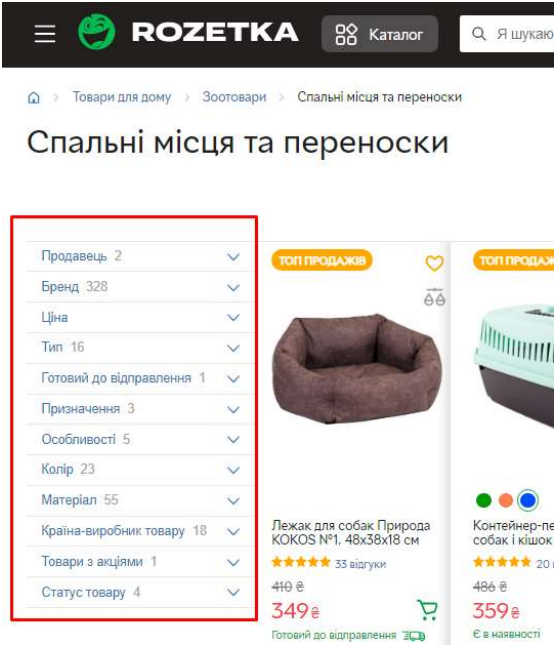 ROZETKA
Каталог
Я шукаю
Товари для дому > Зоотовари > Спальні місця та переноски
Спальні місця та переноски
Продавець 2
Бренд 328
Ціна
Тип 16
Готовий до відправлення 1
Призначення 3
Особливості 5
Колір 23
Матеріал 55
Країна-виробник товару 18
Товари з акціями 1
Статус товару 4
ТОП ПРОДАЖІВ
Лежак для собак Природа
KOKOS №1, 48x38x18 см
33 відгуки
410 ₴
349 ₴
Готовий до відправлення
ТОП ПРОДАЖ
Контейнер-пе
собак і кішок
20
486 ₴
359 ₴
Є в наявності